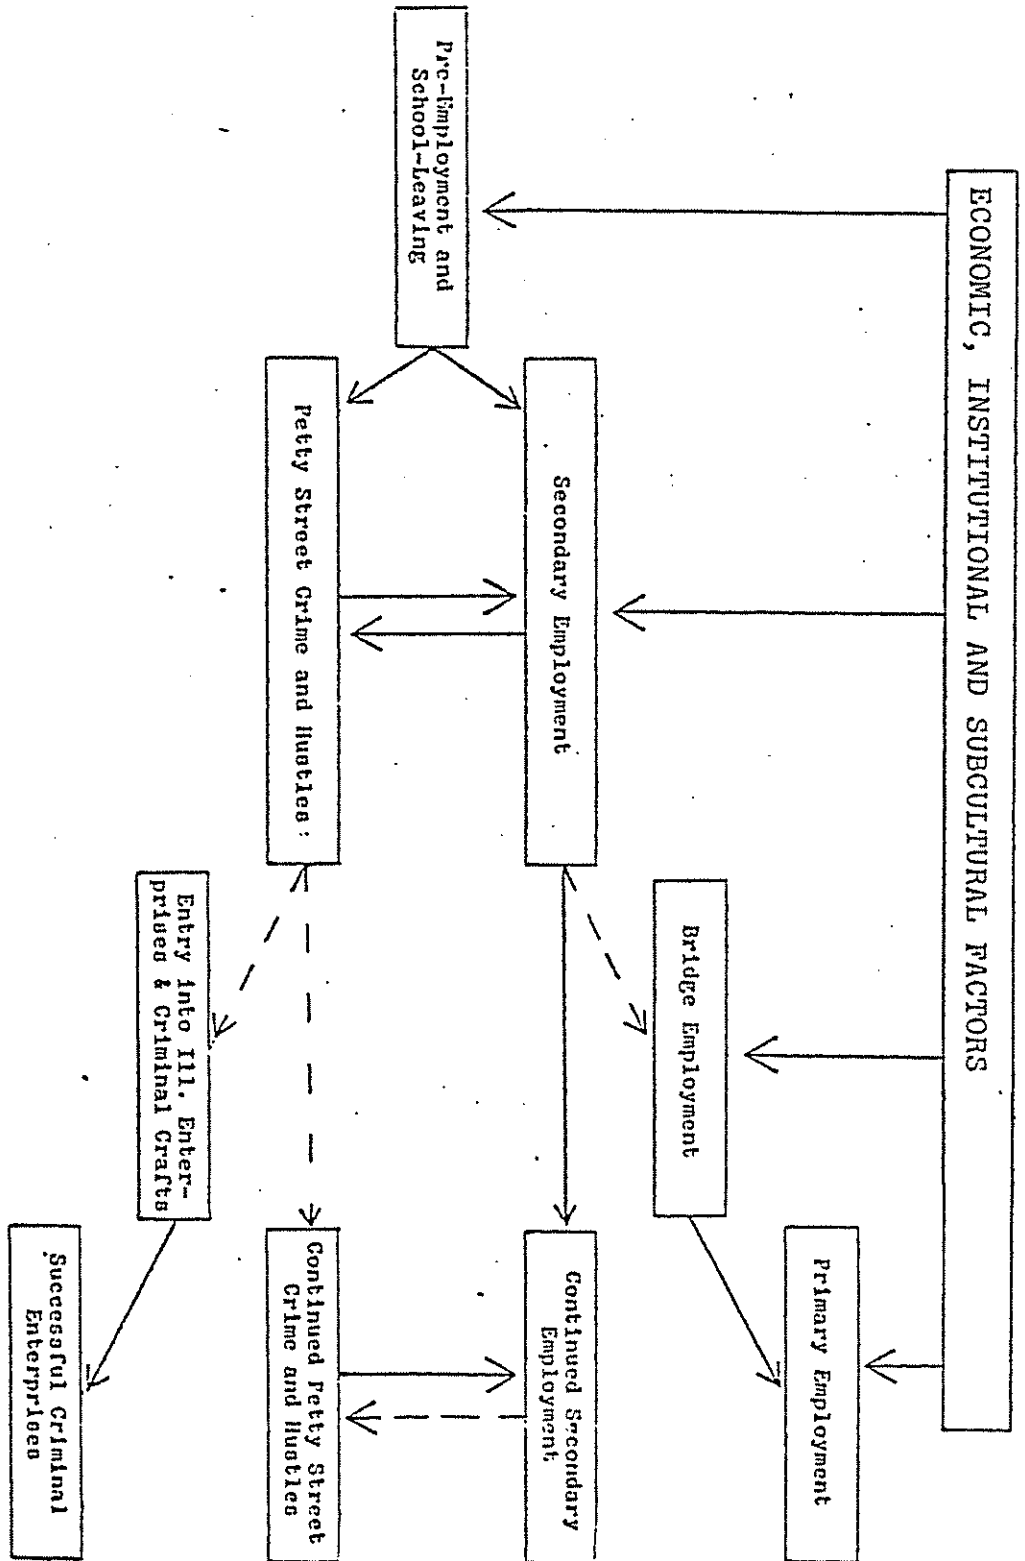 ECONOMIC, INSTITUTIONAL AND SUBCULTURAL FACTORS
Pre-Employment and
School-Leaving
Secondary Employment
Petty Street Crime and Hustles:
Bridge Employment
Entry into Ill. Enter-
prises & Criminal Crafts
Primary Employment
Continued Secondary
Employment
Continued Petty Street
Crime and Hustles
Successful Criminal
Enterprises